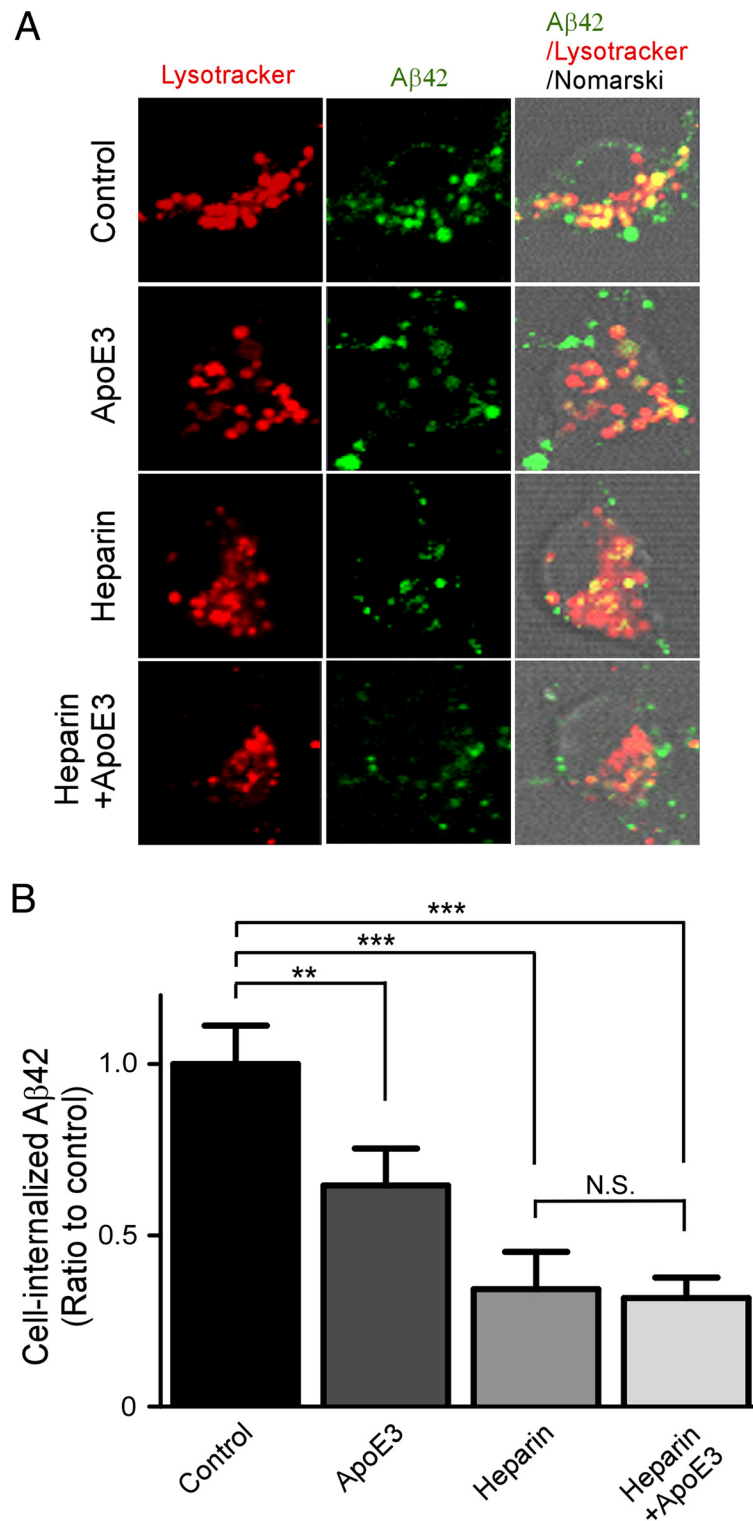 A
Lysotracker
Aβ42
Aβ42
/Lysotracker
/Nomarski
Control
ApoE3
Heparin
Heparin
+ApoE3
B
***
***
**
N.S.
Cell-internalized Aβ42
(Ratio to control)
1.0
0.5
0
Control
ApoE3
Heparin
Heparin
+ApoE3